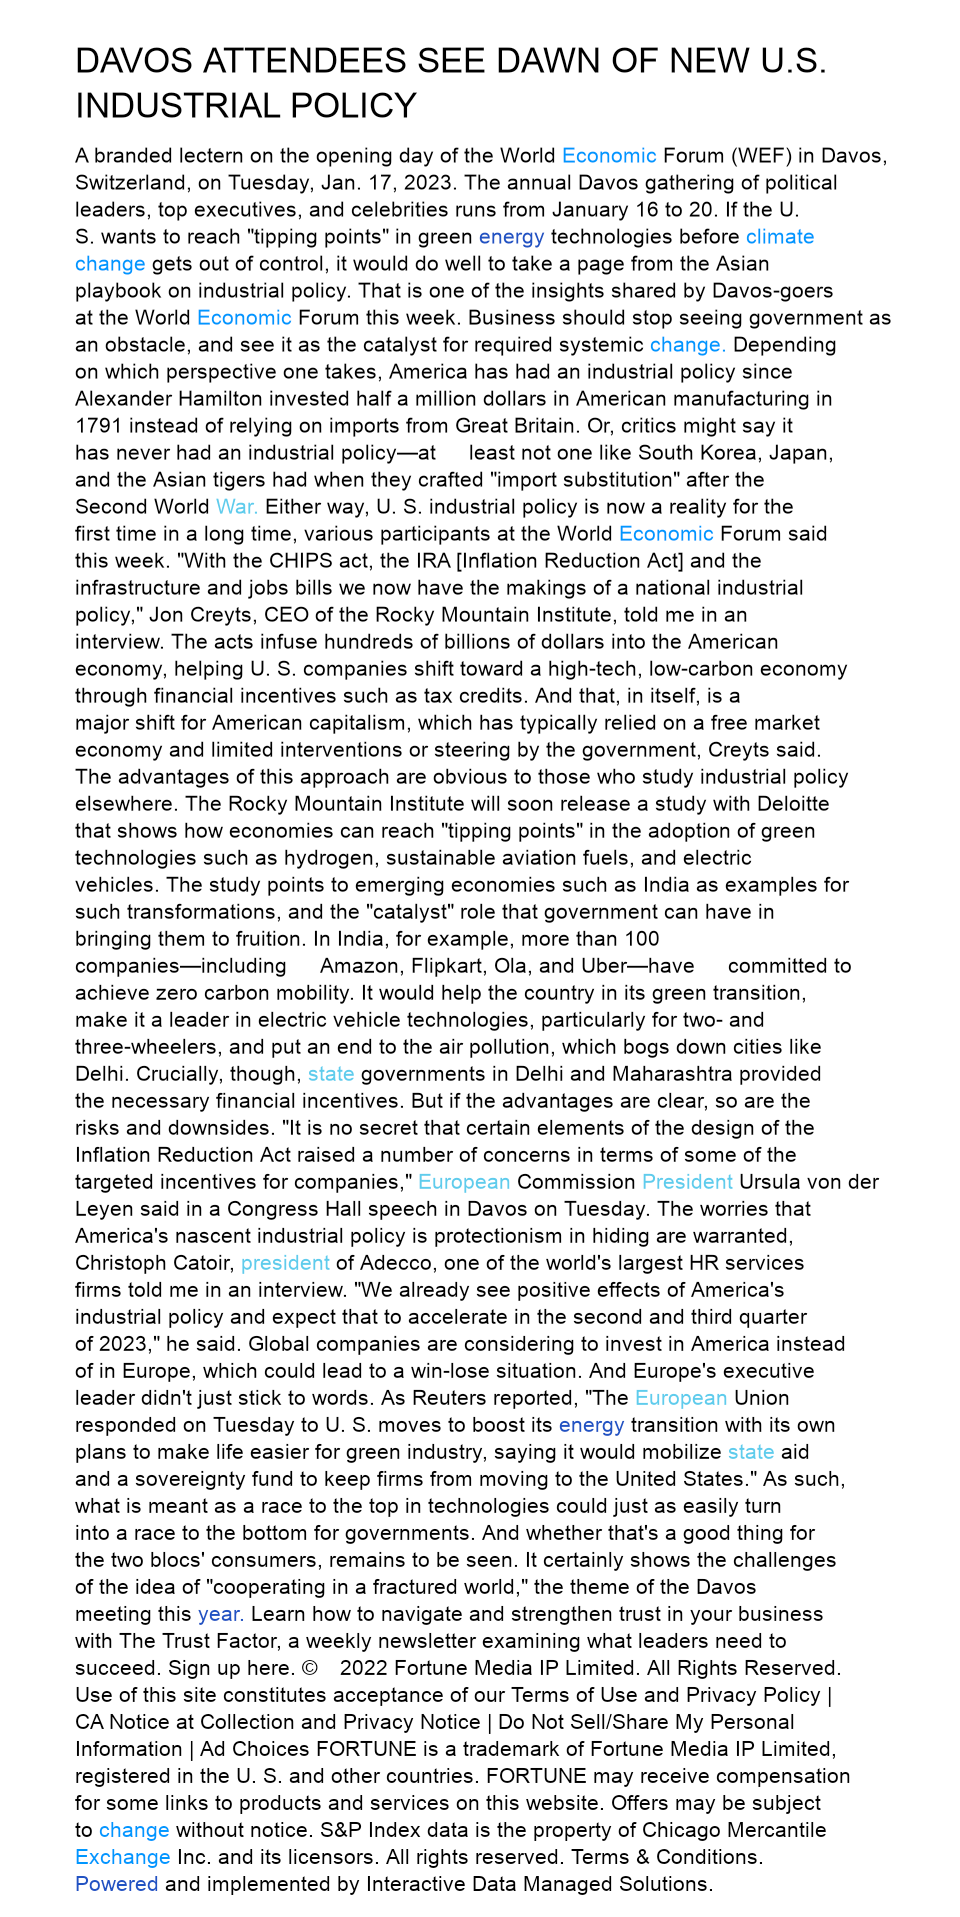 DAVOS ATTENDEES SEE DAWN OF NEW U.S.
INDUSTRIAL POLICY
A branded lectern on the opening day of the World Economic Forum (WEF) in Davos,
Switzerland, on Tuesday, Jan. 17, 2023. The annual Davos gathering of political
leaders, top executives, and celebrities runs from January 16 to 20. If the U.
S. wants to reach "tipping points" in green energy technologies before climate
change gets out of control, it would do well to take a page from the Asian
playbook on industrial policy. That is one of the insights shared by Davos-goers
at the World Economic Forum this week. Business should stop seeing government as
an obstacle, and see it as the catalyst for required systemic change. Depending
on which perspective one takes, America has had an industrial policy since
Alexander Hamilton invested half a million dollars in American manufacturing in
1791 instead of relying on imports from Great Britain. Or, critics might say it
has never had an industrial policy—at least not one like South Korea, Japan,
and the Asian tigers had when they crafted "import substitution" after the
Second World War. Either way, U. S. industrial policy is now a reality for the
first time in a long time, various participants at the World Economic Forum said
this week. "With the CHIPS act, the IRA [Inflation Reduction Act] and the
infrastructure and jobs bills we now have the makings of a national industrial
policy," Jon Creyts, CEO of the Rocky Mountain Institute, told me in an
interview. The acts infuse hundreds of billions of dollars into the American
economy, helping U. S. companies shift toward a high-tech, low-carbon economy
through financial incentives such as tax credits. And that, in itself, is a
major shift for American capitalism, which has typically relied on a free market
economy and limited interventions or steering by the government, Creyts said.
The advantages of this approach are obvious to those who study industrial policy
elsewhere. The Rocky Mountain Institute will soon release a study with Deloitte
that shows how economies can reach "tipping points" in the adoption of green
technologies such as hydrogen, sustainable aviation fuels, and electric
vehicles. The study points to emerging economies such as India as examples for
such transformations, and the "catalyst" role that government can have in
bringing them to fruition. In India, for example, more than 100
companies—including Amazon, Flipkart, Ola, and Uber—have committed to
achieve zero carbon mobility. It would help the country in its green transition,
make it a leader in electric vehicle technologies, particularly for two- and
three-wheelers, and put an end to the air pollution, which bogs down cities like
Delhi. Crucially, though, state governments in Delhi and Maharashtra provided
the necessary financial incentives. But if the advantages are clear, so are the
risks and downsides. "It is no secret that certain elements of the design of the
Inflation Reduction Act raised a number of concerns in terms of some of the
targeted incentives for companies," European Commission President Ursula von der
Leyen said in a Congress Hall speech in Davos on Tuesday. The worries that
America's nascent industrial policy is protectionism in hiding are warranted,
Christoph Catoir, president of Adecco, one of the world's largest HR services
firms told me in an interview. "We already see positive effects of America's
industrial policy and expect that to accelerate in the second and third quarter
of 2023," he said. Global companies are considering to invest in America instead
of in Europe, which could lead to a win-lose situation. And Europe's executive
leader didn't just stick to words. As Reuters reported, "The European Union
responded on Tuesday to U. S. moves to boost its energy transition with its own
plans to make life easier for green industry, saying it would mobilize state aid
and a sovereignty fund to keep firms from moving to the United States." As such,
what is meant as a race to the top in technologies could just as easily turn
into a race to the bottom for governments. And whether that's a good thing for
the two blocs' consumers, remains to be seen. It certainly shows the challenges
of the idea of "cooperating in a fractured world," the theme of the Davos
meeting this year. Learn how to navigate and strengthen trust in your business
with The Trust Factor, a weekly newsletter examining what leaders need to
succeed. Sign up here. © 2022 Fortune Media IP Limited. All Rights Reserved.
Use of this site constitutes acceptance of our Terms of Use and Privacy Policy |
CA Notice at Collection and Privacy Notice | Do Not Sell/Share My Personal
Information | Ad Choices FORTUNE is a trademark of Fortune Media IP Limited,
registered in the U. S. and other countries. FORTUNE may receive compensation
for some links to products and services on this website. Offers may be subject
to change without notice. S&P Index data is the property of Chicago Mercantile
Exchange Inc. and its licensors. All rights reserved. Terms & Conditions.
Powered and implemented by Interactive Data Managed Solutions.